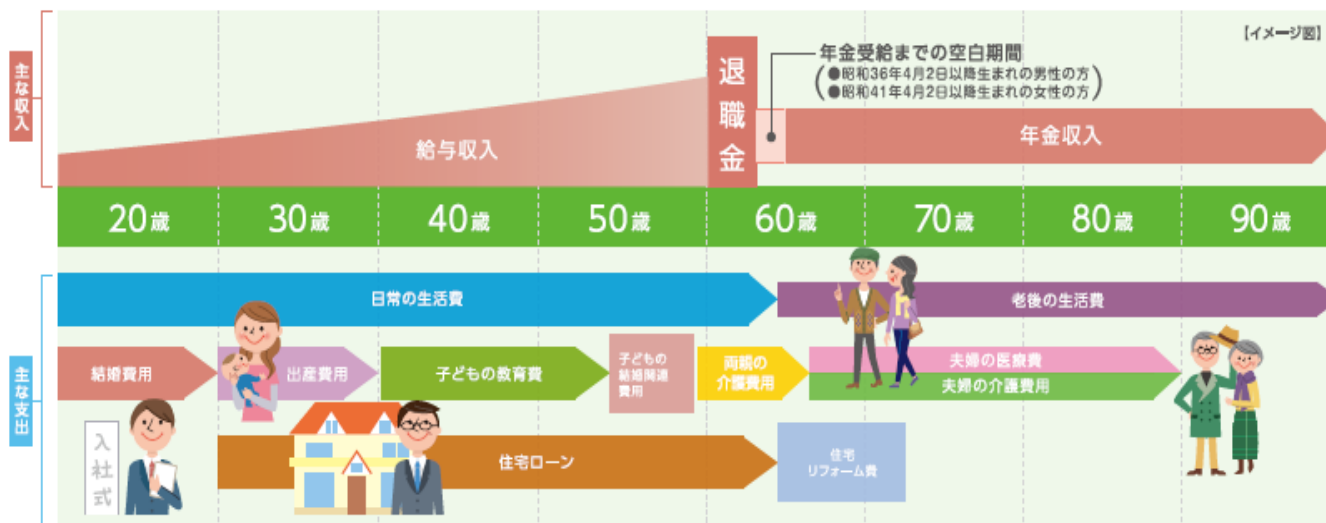 【イメージ図】
主な収入
給与収入
退職金
年金受給までの空白期間
●昭和36年4月2日以降生まれの男性の方
●昭和41年4月2日以降生まれの女性の方
年金収入
20歳 30歳 40歳 50歳 60歳 70歳 80歳 90歳
主な支出
日常の生活費
老後の生活費
結婚費用
出産費用
子どもの教育費
子どもの
結婚関連
費用
両親の
介護費用
夫婦の医療費
夫婦の介護費用
入社式
住宅ローン
住宅
リフォーム費